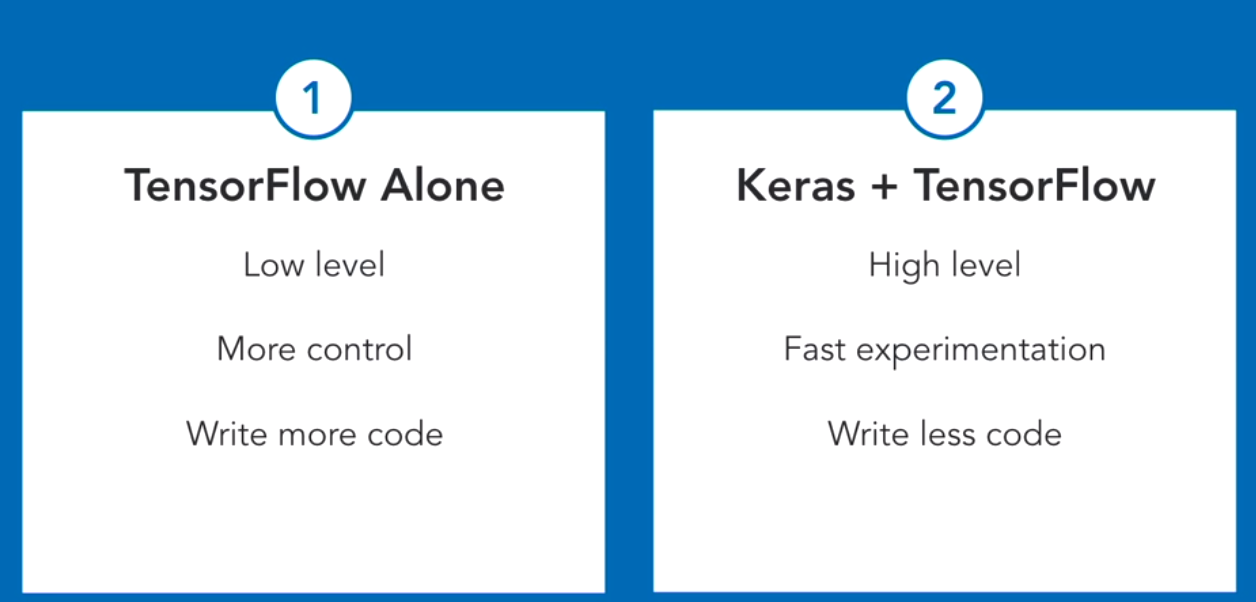 1
TensorFlow Alone
Low level
More control
Write more code
2
Keras + TensorFlow
High level
Fast experimentation
Write less code